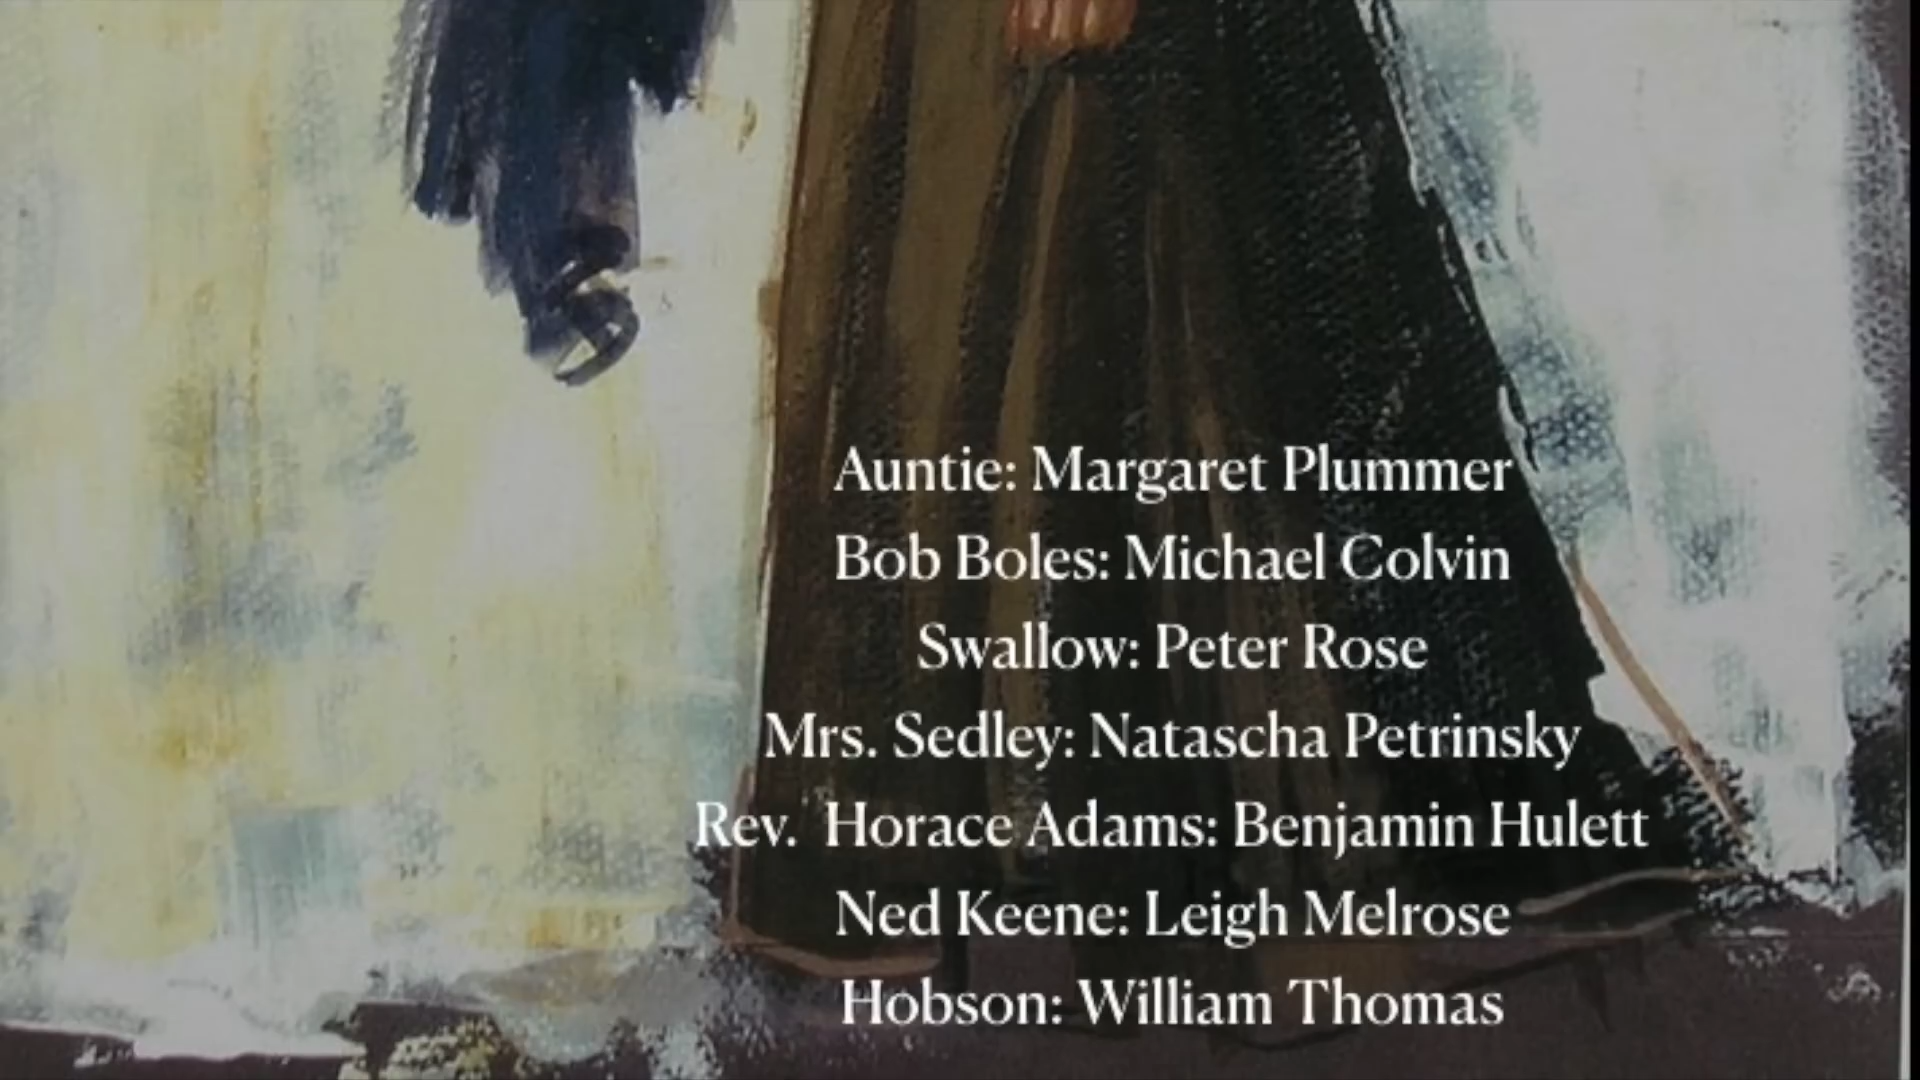 Auntie: Margaret Plummer
Bob Boles: Michael Colvin
Swallow: Peter Rose
Mrs. Sedley: Natascha Petrinsky
Rev. Horace Adams: Benjamin Hulett
Ned Keene: Leigh Melrose
Hobson: William Thomas